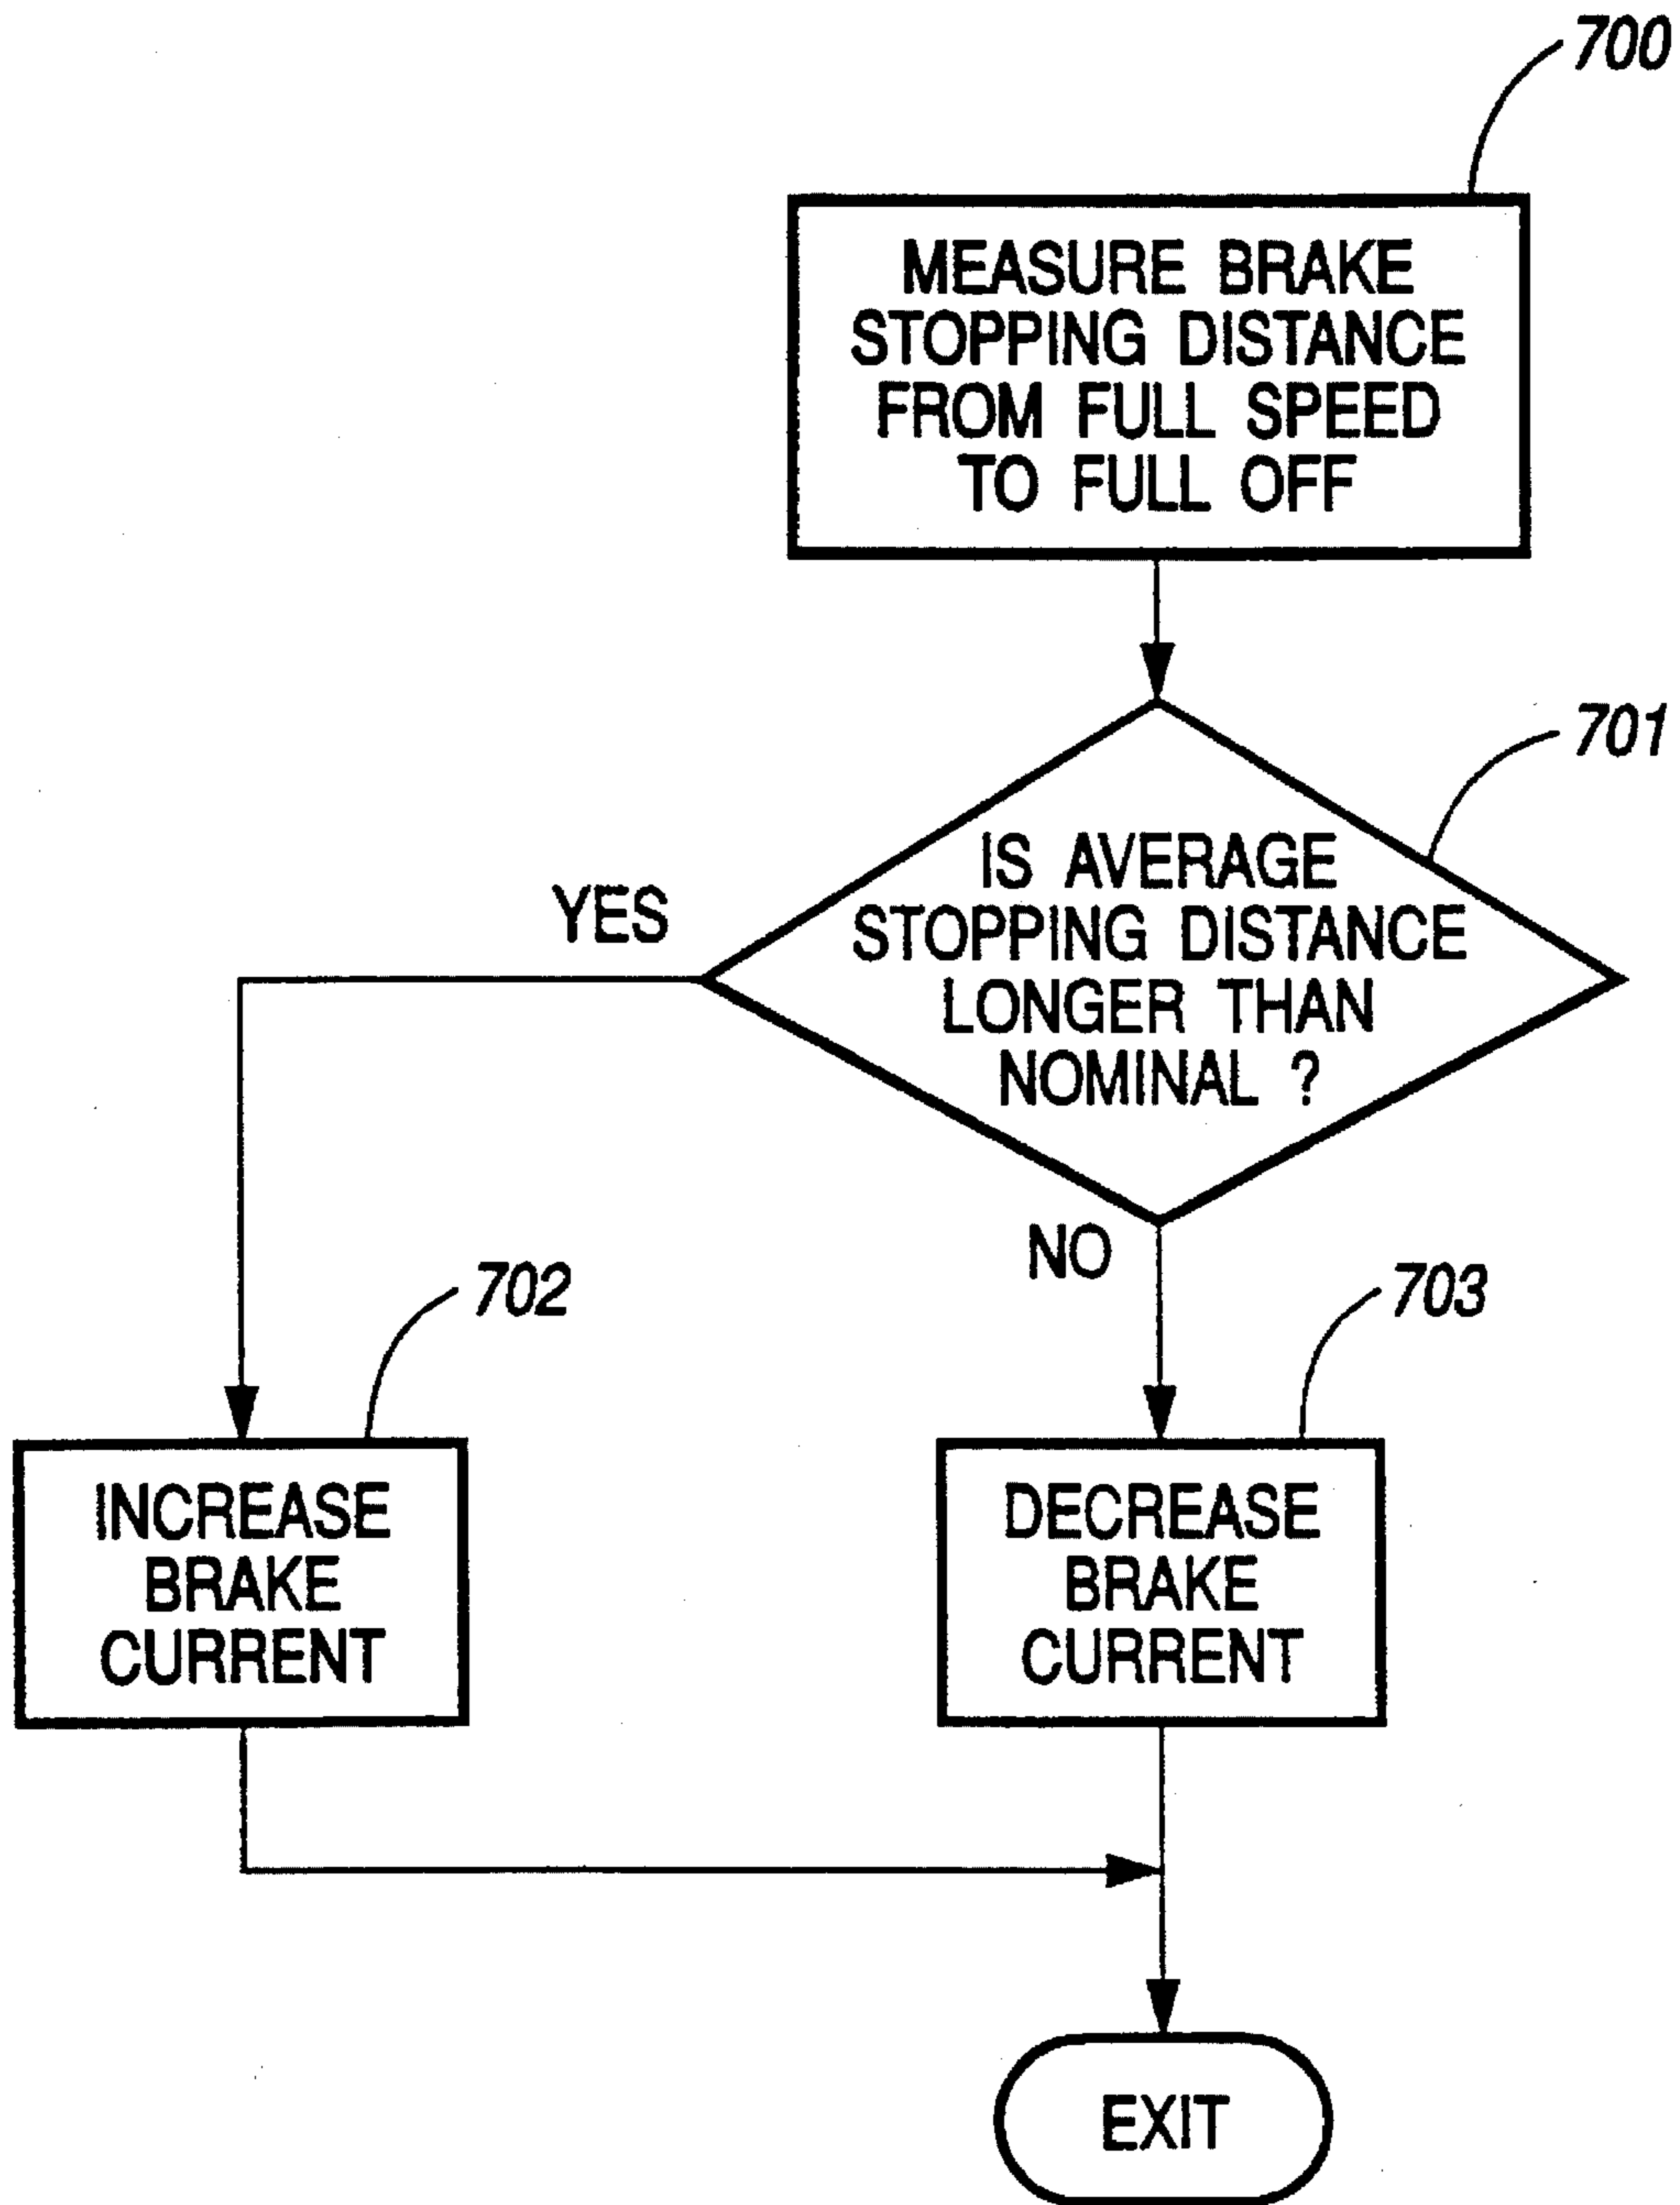 700
MEASURE BRAKE
STOPPING DISTANCE
FROM FULL SPEED
TO FULL OFF
701
IS AVERAGE
STOPPING DISTANCE
LONGER THAN
NOMINAL ?
YES
NO
702
703
INCREASE
BRAKE
CURRENT
DECREASE
BRAKE
CURRENT
EXIT